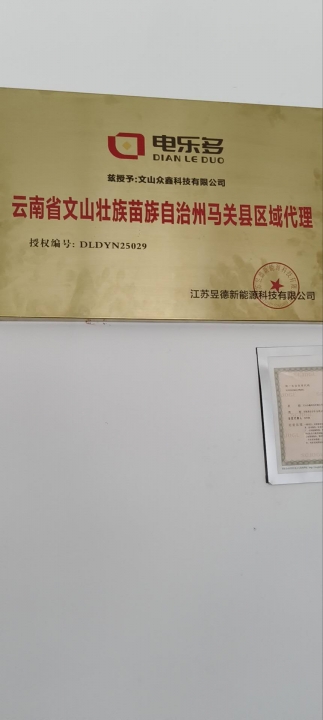 电乐多
DIAN LE DUO
兹授予:文山众鑫科技有限公司
云南省文山壮族苗族自治州马关县区域代理
授权编号: DLDYN25029
江苏昱德新能源科技有限公司